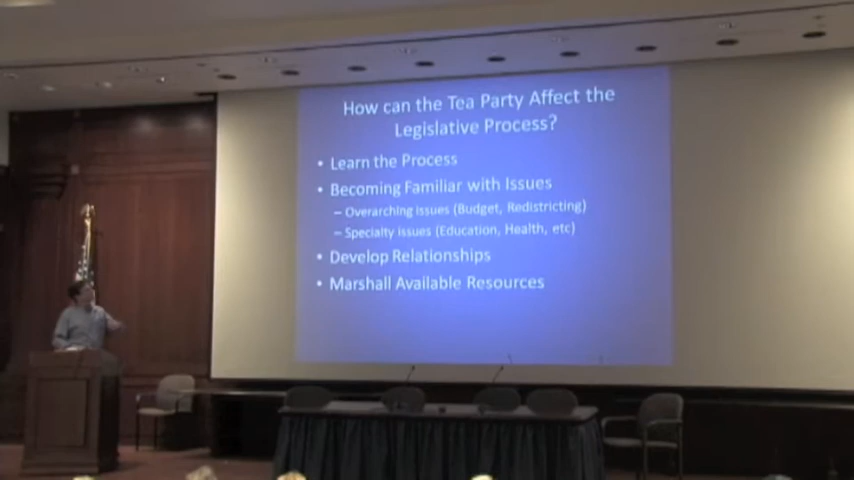 How can the Tea Party Affect the
Legislative Process?
• Learn the Process
• Becoming Familiar with Issues
– Overarching issues (Budget, Redistricting)
– Specialty issues (Education, Health, etc)
• Develop Relationships
• Marshall Available Resources